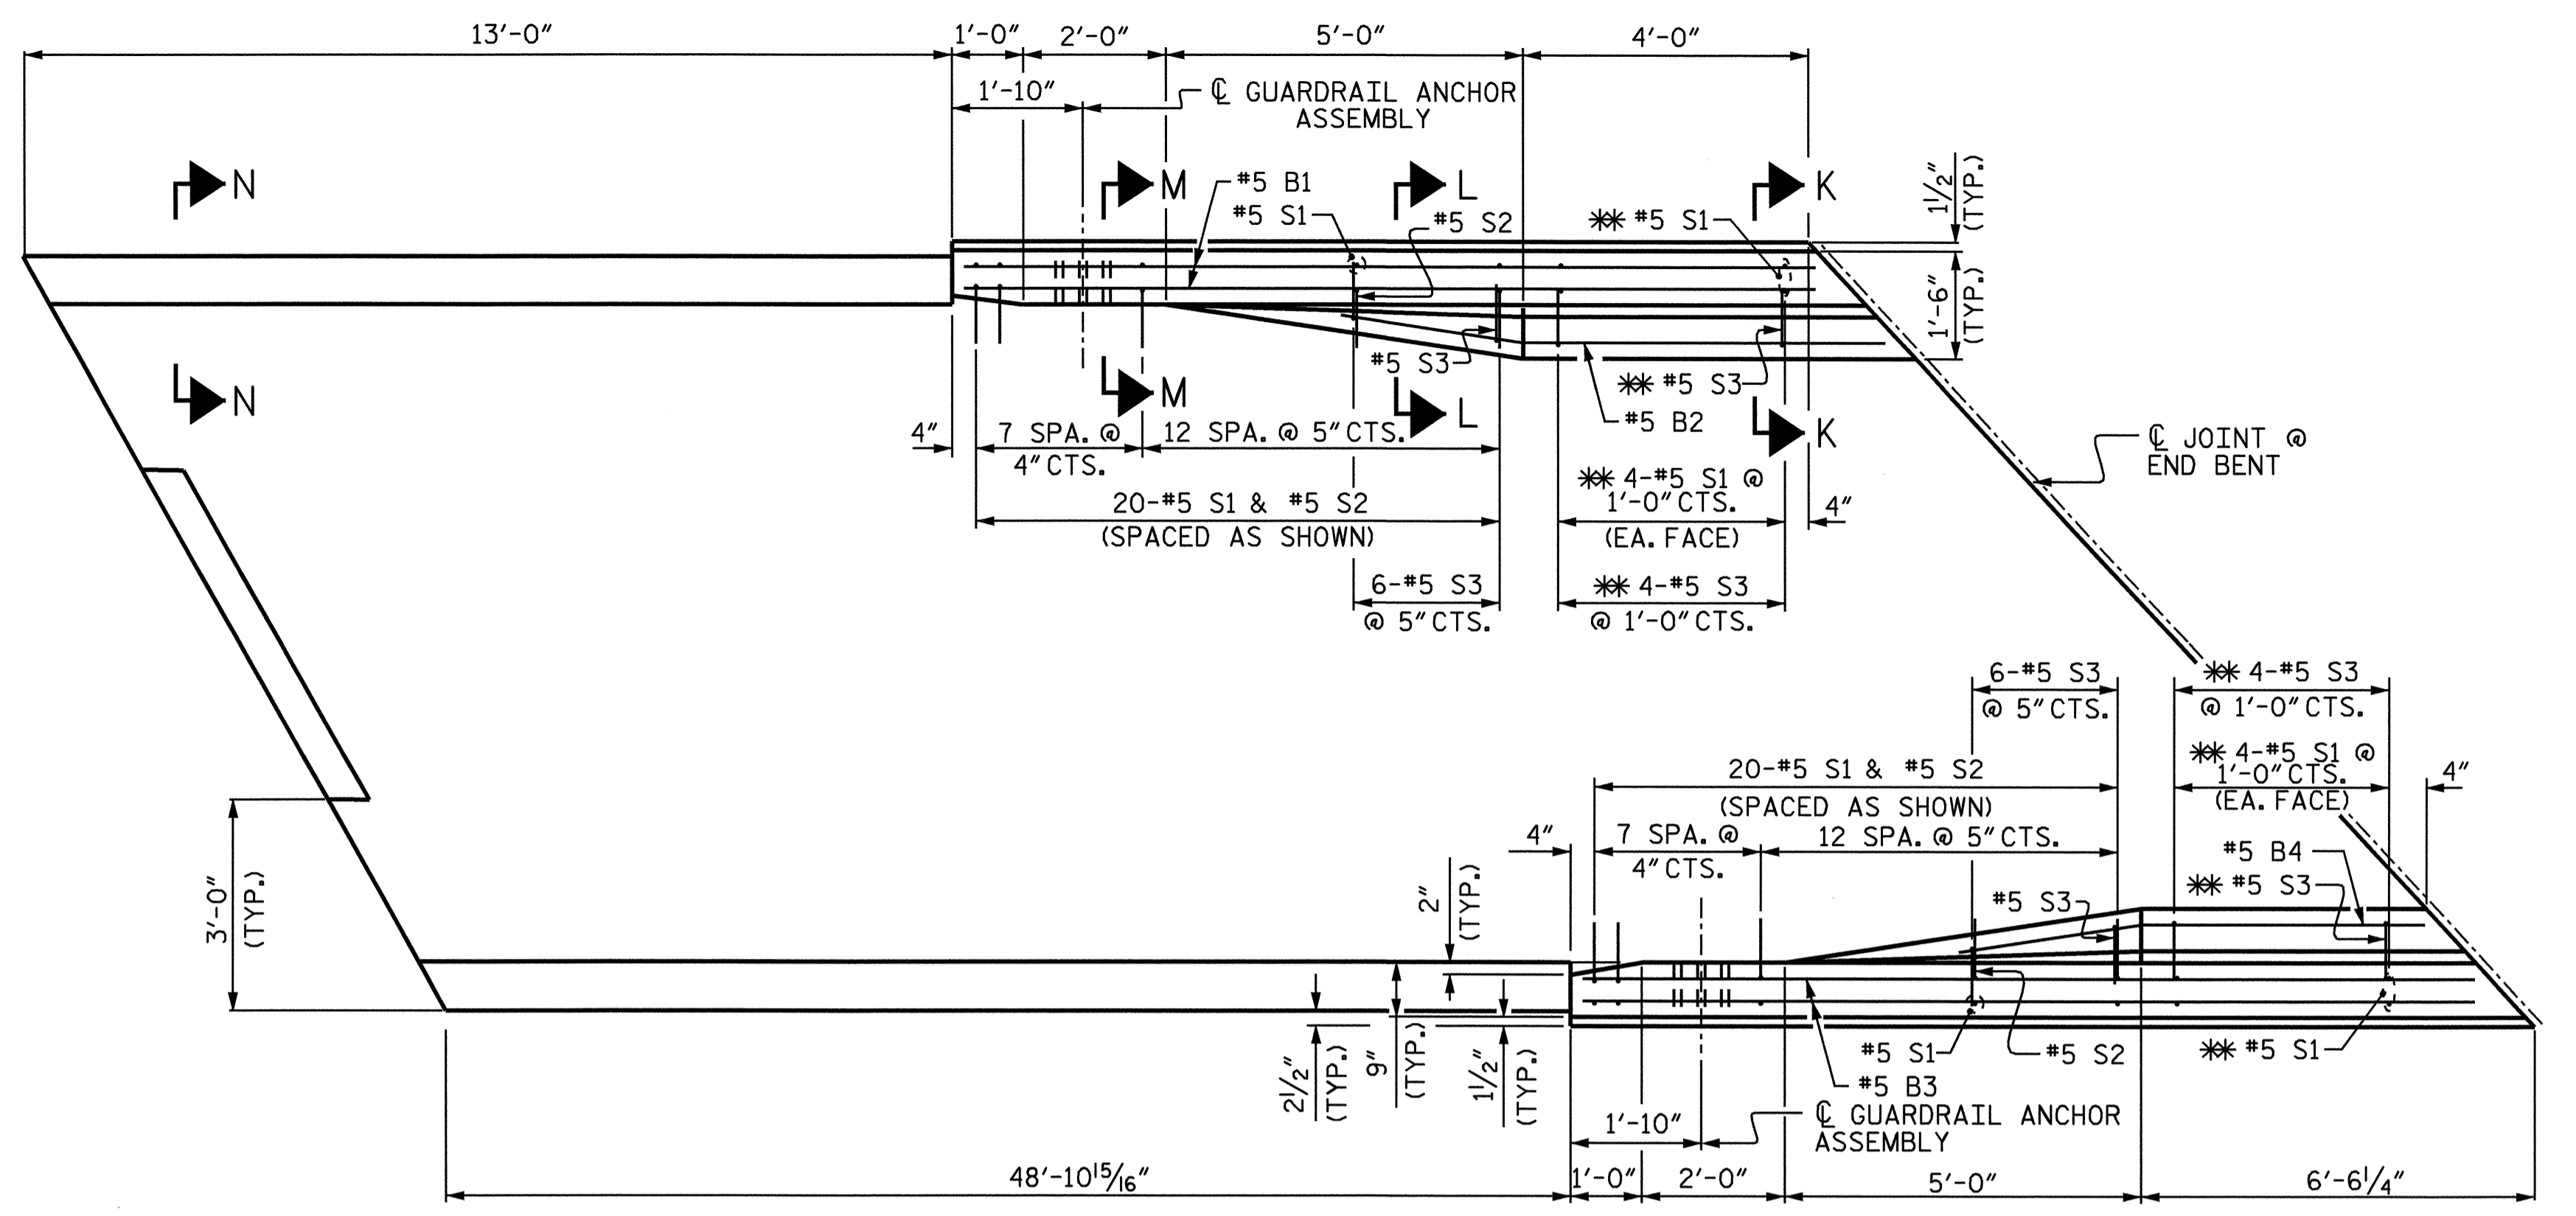 13'-0"
1'-0"
2'-0"
5'-0"
4'-0"
1'-10"
℄ GUARDRAIL ANCHOR
ASSEMBLY
N
M
L
K
1½"
(TYP.)
#5 B1
#5 S1
#5 S2
** #5 S1
1'-6"
(TYP.)
#5 S3
** #5 S3
#5 B2
N
M
L
K
4"
7 SPA. @
4" CTS.
12 SPA. @ 5" CTS.
℄ JOINT @
END BENT
20-#5 S1 & #5 S2
(SPACED AS SHOWN)
** 4-#5 S1 @
1'-0" CTS.
(EA. FACE)
4"
6-#5 S3
@ 5" CTS.
** 4-#5 S3
@ 1'-0" CTS.
6-#5 S3
@ 5" CTS.
** 4-#5 S3
@ 1'-0" CTS.
20-#5 S1 & #5 S2
(SPACED AS SHOWN)
** 4-#5 S1 @
1'-0" CTS.
(EA. FACE)
4"
4"
7 SPA. @
4" CTS.
12 SPA. @ 5" CTS.
#5 B4
** #5 S3
#5 S3
3'-0"
(TYP.)
2"
(TYP.)
2½"
(TYP.)
9"
(TYP.)
1½"
(TYP.)
#5 S1
#5 S2
** #5 S1
#5 B3
1'-10"
℄ GUARDRAIL ANCHOR
ASSEMBLY
48'-10 15/16"
1'-0"
2'-0"
5'-0"
6'-6¼"